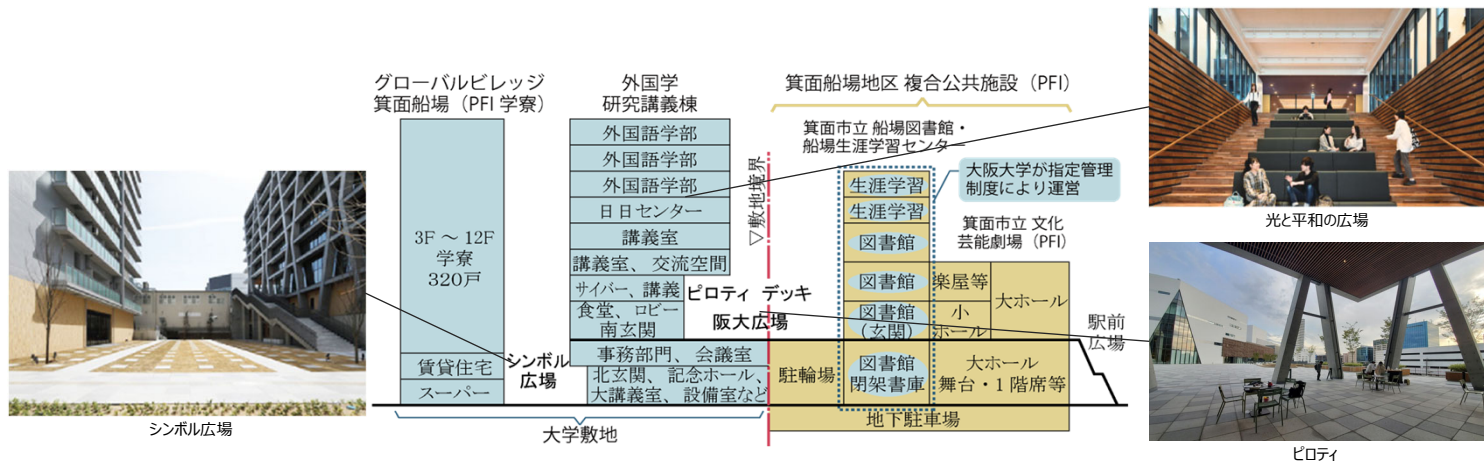 グローバルビレッジ
箕面船場（PFI 学寮）
外国学
研究講義棟
箕面船場地区 複合公共施設（PFI）
箕面市立 船場図書館・
船場生涯学習センター
大阪大学が指定管理
制度により運営
箕面市立 文化
芸能劇場（PFI）
3F ～ 12F
学寮
320戸
賃貸住宅
スーパー
シンボル
広場
外国語学部
外国語学部
外国語学部
日日センター
講義室
講義室、交流空間
サイバー、講義
食堂、ロビー
南玄関
事務部門、会議室
北玄関、記念ホール、
大講義室、設備室など
▽敷地境界
ピロティ デッキ
阪大広場
生涯学習
生涯学習
図書館
図書館
図書館
（玄関）
図書館
閉架書庫
楽屋等
小
ホール
大ホール
大ホール
舞台・1 階席等
駐輪場
地下駐車場
駅前
広場
大学敷地
シンボル広場
光と平和の広場
ピロティ